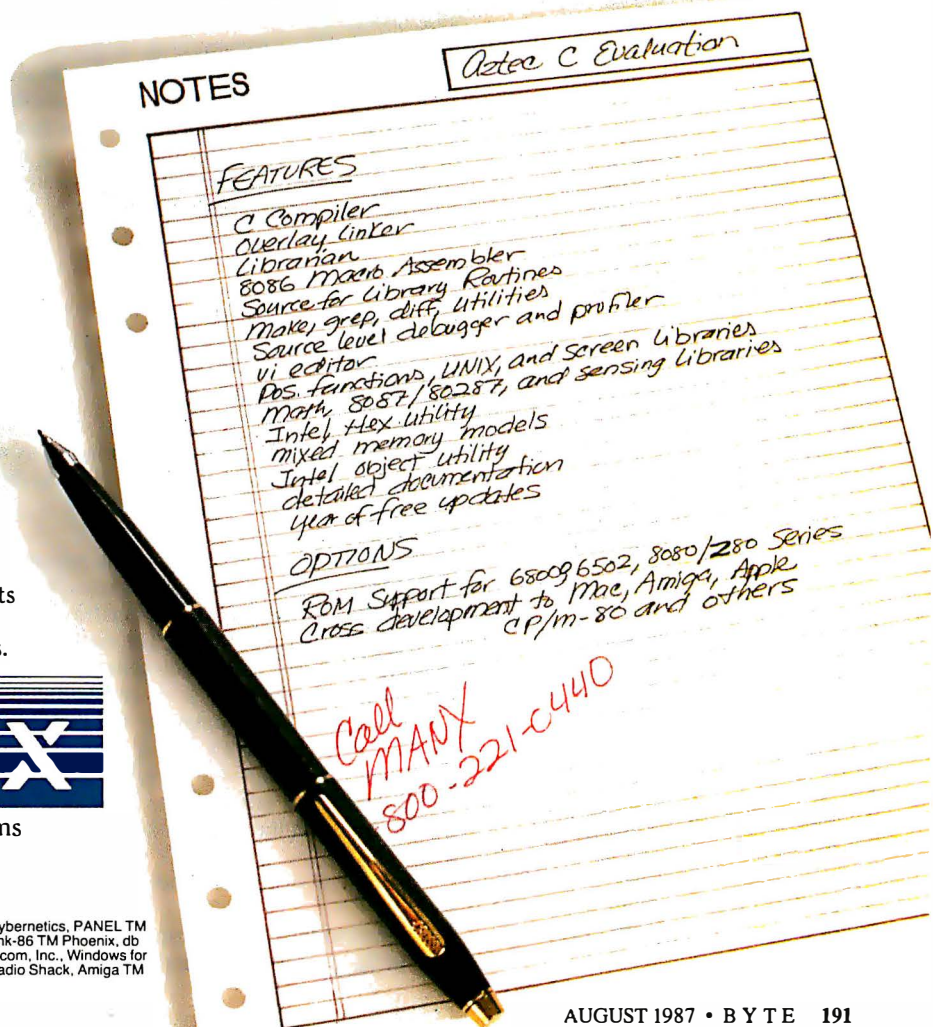 NOTES
Aztec C Evaluation
FEATURES
C Compiler
Overlay Linker
Librarian
8086 Macro Assembler
Source for Library Routines
Make, grep, diff, utilities
Source level debugger and profiler
vi editor
Dos. functions, UNIX, and screen libraries
math, 8087/80287, and sensing libraries
Intel Hex utility
mixed memory models
Intel object utility
detailed documentation
year of free updates
OPTIONS
ROM Support for 68009 6502, 8080/Z80 Series
Cross development to Mac, Amiga, Apple
CP/m-80 and others
Call
MANX
800-221-0440
ts
s.
X
ns
ybernetics, PANEL TM
nk-86 TM Phoenix, db
com, Inc., Windows for
adio Shack, Amiga TM
AUGUST 1987 • BYTE 191